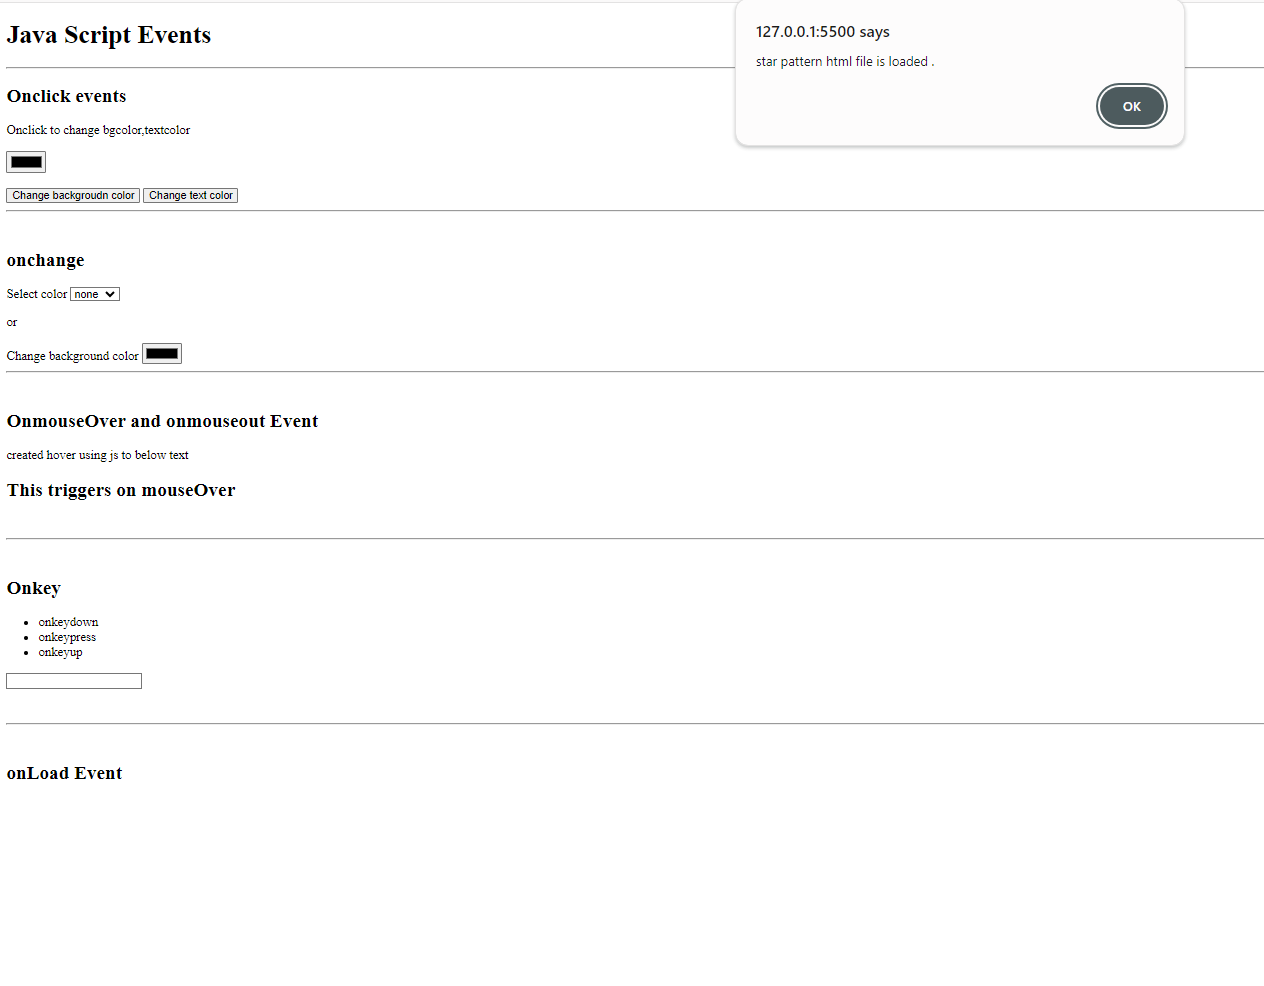 Java Script Events
127.0.0.1:5500 says
star pattern html file is loaded .
OK
Onclick events
Onclick to change bgcolor,textcolor
Change backgroudn color Change text color
onchange
Select color none
or
Change background color
OnmouseOver and onmouseout Event
created hover using js to below text
This triggers on mouseOver
Onkey
onkeydown
onkeypress
onkeyup
onLoad Event